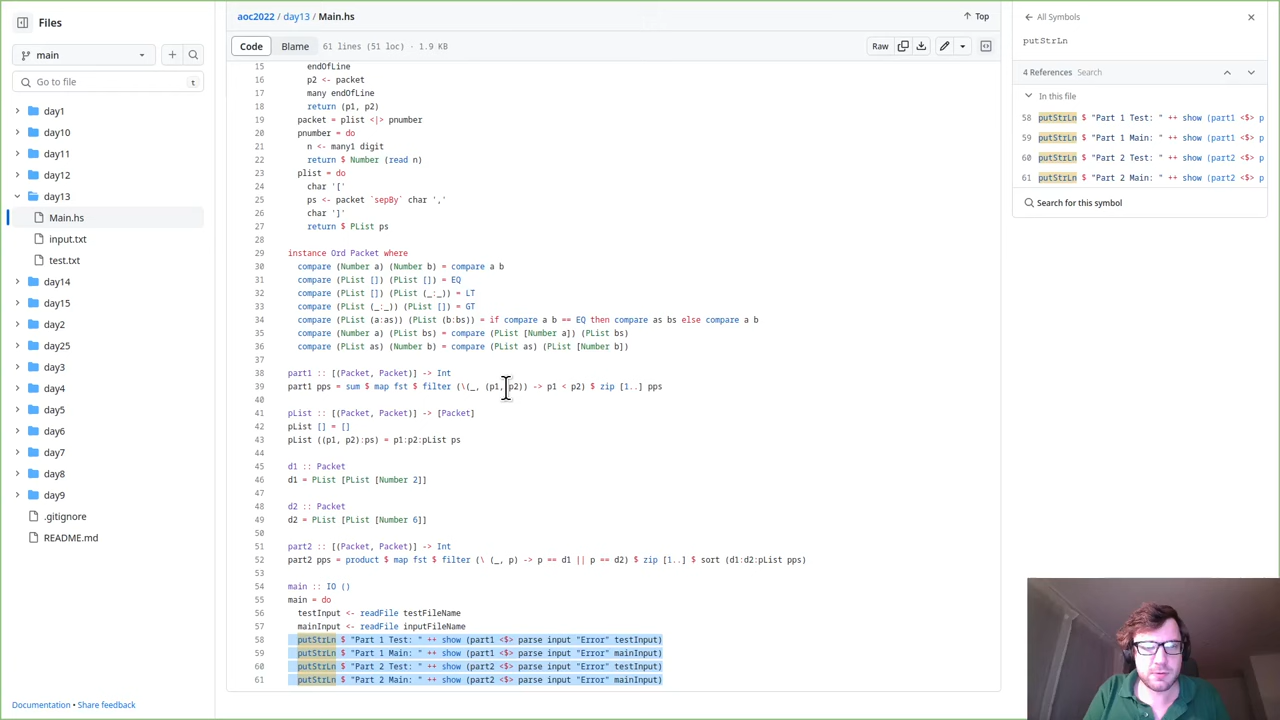 Files
main
Go to file
t
day1
day10
day11
day12
day13
Main.hs
input.txt
test.txt
day14
day15
day2
day25
day3
day4
day5
day6
day7
day8
day9
.gitignore
README.md
Documentation • Share feedback
aoc2022 / day13 / Main.hs
Top
Code Blame 61 lines (51 loc) · 1.9 KB
Raw
15 endOfLine
16 p2 <- packet
17 many endOfLine
18 return (p1, p2)
19 packet = plist <|> pnumber
20 pnumber = do
21 n <- many1 digit
22 return $ Number (read n)
23 plist = do
24 char '['
25 ps <- packet `sepBy` char ','
26 char ']'
27 return $ PList ps
28
29 instance Ord Packet where
30 compare (Number a) (Number b) = compare a b
31 compare (PList []) (PList []) = EQ
32 compare (PList []) (PList (_:_)) = LT
33 compare (PList (_:_)) (PList []) = GT
34 compare (PList (a:as)) (PList (b:bs)) = if compare a b == EQ then compare as bs else compare a b
35 compare (Number a) (PList bs) = compare (PList [Number a]) (PList bs)
36 compare (PList as) (Number b) = compare (PList as) (PList [Number b])
37
38 part1 :: [(Packet, Packet)] -> Int
39 part1 pps = sum $ map fst $ filter (\(_, (p1, p2)) -> p1 < p2) $ zip [1..] pps
40
41 pList :: [(Packet, Packet)] -> [Packet]
42 pList [] = []
43 pList ((p1, p2):ps) = p1:p2:pList ps
44
45 d1 :: Packet
46 d1 = PList [PList [Number 2]]
47
48 d2 :: Packet
49 d2 = PList [PList [Number 6]]
50
51 part2 :: [(Packet, Packet)] -> Int
52 part2 pps = product $ map fst $ filter (\ (_, p) -> p == d1 || p == d2) $ zip [1..] $ sort (d1:d2:pList pps)
53
54 main :: IO ()
55 main = do
56 testInput <- readFile testFileName
57 mainInput <- readFile inputFileName
58 putStrLn $ "Part 1 Test: " ++ show (part1 <$> parse input "Error" testInput)
59 putStrLn $ "Part 1 Main: " ++ show (part1 <$> parse input "Error" mainInput)
60 putStrLn $ "Part 2 Test: " ++ show (part2 <$> parse input "Error" testInput)
61 putStrLn $ "Part 2 Main: " ++ show (part2 <$> parse input "Error" mainInput)
All Symbols
putStrLn
4 References Search
In this file
58 putStrLn $ "Part 1 Test: " ++ show (part1 <$> p
59 putStrLn $ "Part 1 Main: " ++ show (part1 <$> p
60 putStrLn $ "Part 2 Test: " ++ show (part2 <$> p
61 putStrLn $ "Part 2 Main: " ++ show (part2 <$> p
Search for this symbol